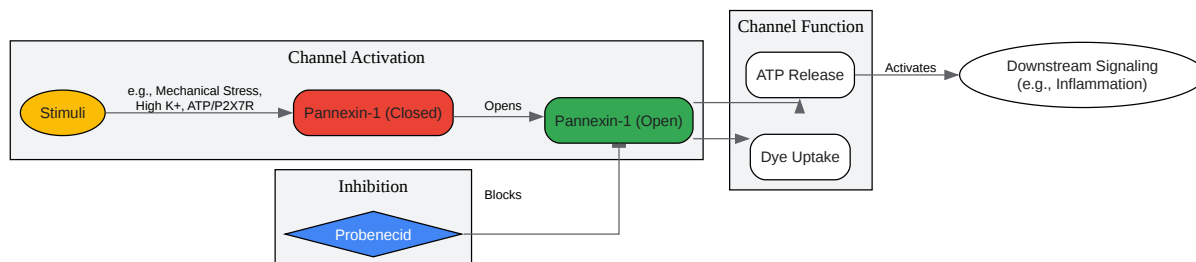 Channel Activation
Stimuli
e.g., Mechanical Stress,
High K+, ATP/P2X7R
Pannexin-1 (Closed)
Opens
Pannexin-1 (Open)
Channel Function
ATP Release
Dye Uptake
Activates
Downstream Signaling
(e.g., Inflammation)
Inhibition
Probenecid
Blocks